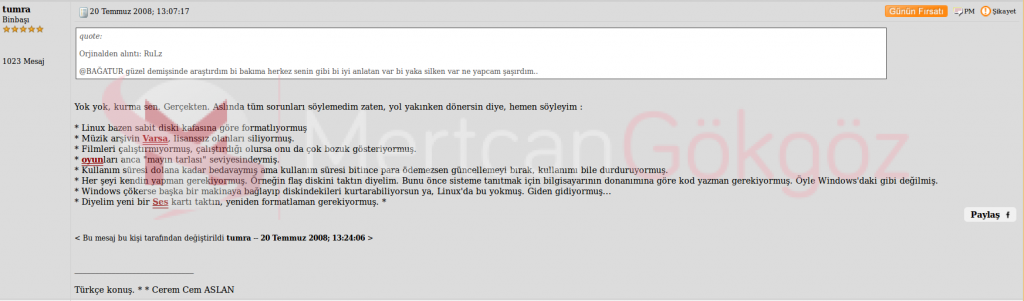 tumra
Binbaşı
1023 Mesaj
20 Temmuz 2008; 13:07:17
Günün Fırsatı PM Şikayet
quote:
Orjinalden alıntı: RuLz
@BAĞATUR güzel demişsinde araştırdım bi bakıma herkez senin gibi bi iyi anlatan var bi yaka silken var ne yapcam şaşırdım..
Yok yok, kurma sen. Gerçekten. Aslında tüm sorunları söylemedim zaten, yol yakınken dönersin diye, hemen söyleyim :
* Linux bazen sabit diski kafasına göre formatlıyormuş
* Müzik arşivin Varsa, lisanssız olanları siliyormuş.
* Filmleri çalıştırmıyormuş, çalıştırdığı olursa onu da çok bozuk gösteriyormuş.
* oyunları anca "mayın tarlası" seviyesindeymiş.
* Kullanım süresi dolana kadar bedavaymış ama kullanım süresi bitince para ödemezsen güncellemeyi bırak, kullanımı bile durduruyormuş.
* Her şeyi kendin yapman gerekiyormuş. Örneğin flaş diskini taktın diyelim. Bunu önce sisteme tanıtmak için bilgisayarının donanımına göre kod yazman gerekiyormuş. Öyle Windows'daki gibi değilmiş.
* Windows çökerse başka bir makinaya bağlayıp diskindekileri kurtarabiliyorsun ya, Linux'da bu yokmuş. Giden gidiyormuş...
* Diyelim yeni bir Ses kartı taktın, yeniden formatlaman gerekiyormuş. *
Paylaş f
< Bu mesaj bu kişi tarafından değiştirildi tumra -- 20 Temmuz 2008; 13:24:06 >
Türkçe konuş. * * Cerem Cem ASLAN
Mertcan Gökgöz